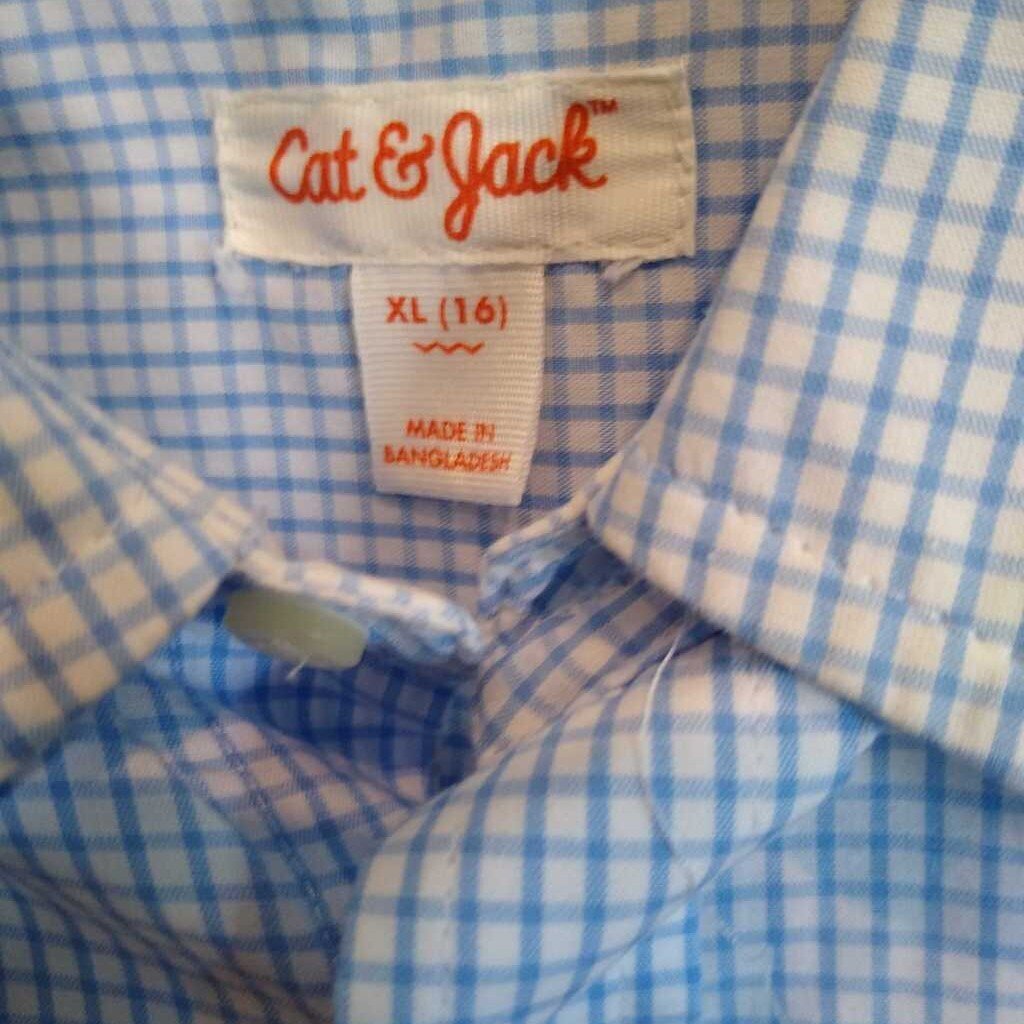 Cat & Jack™
XL (16)
MADE IN
BANGLADESH